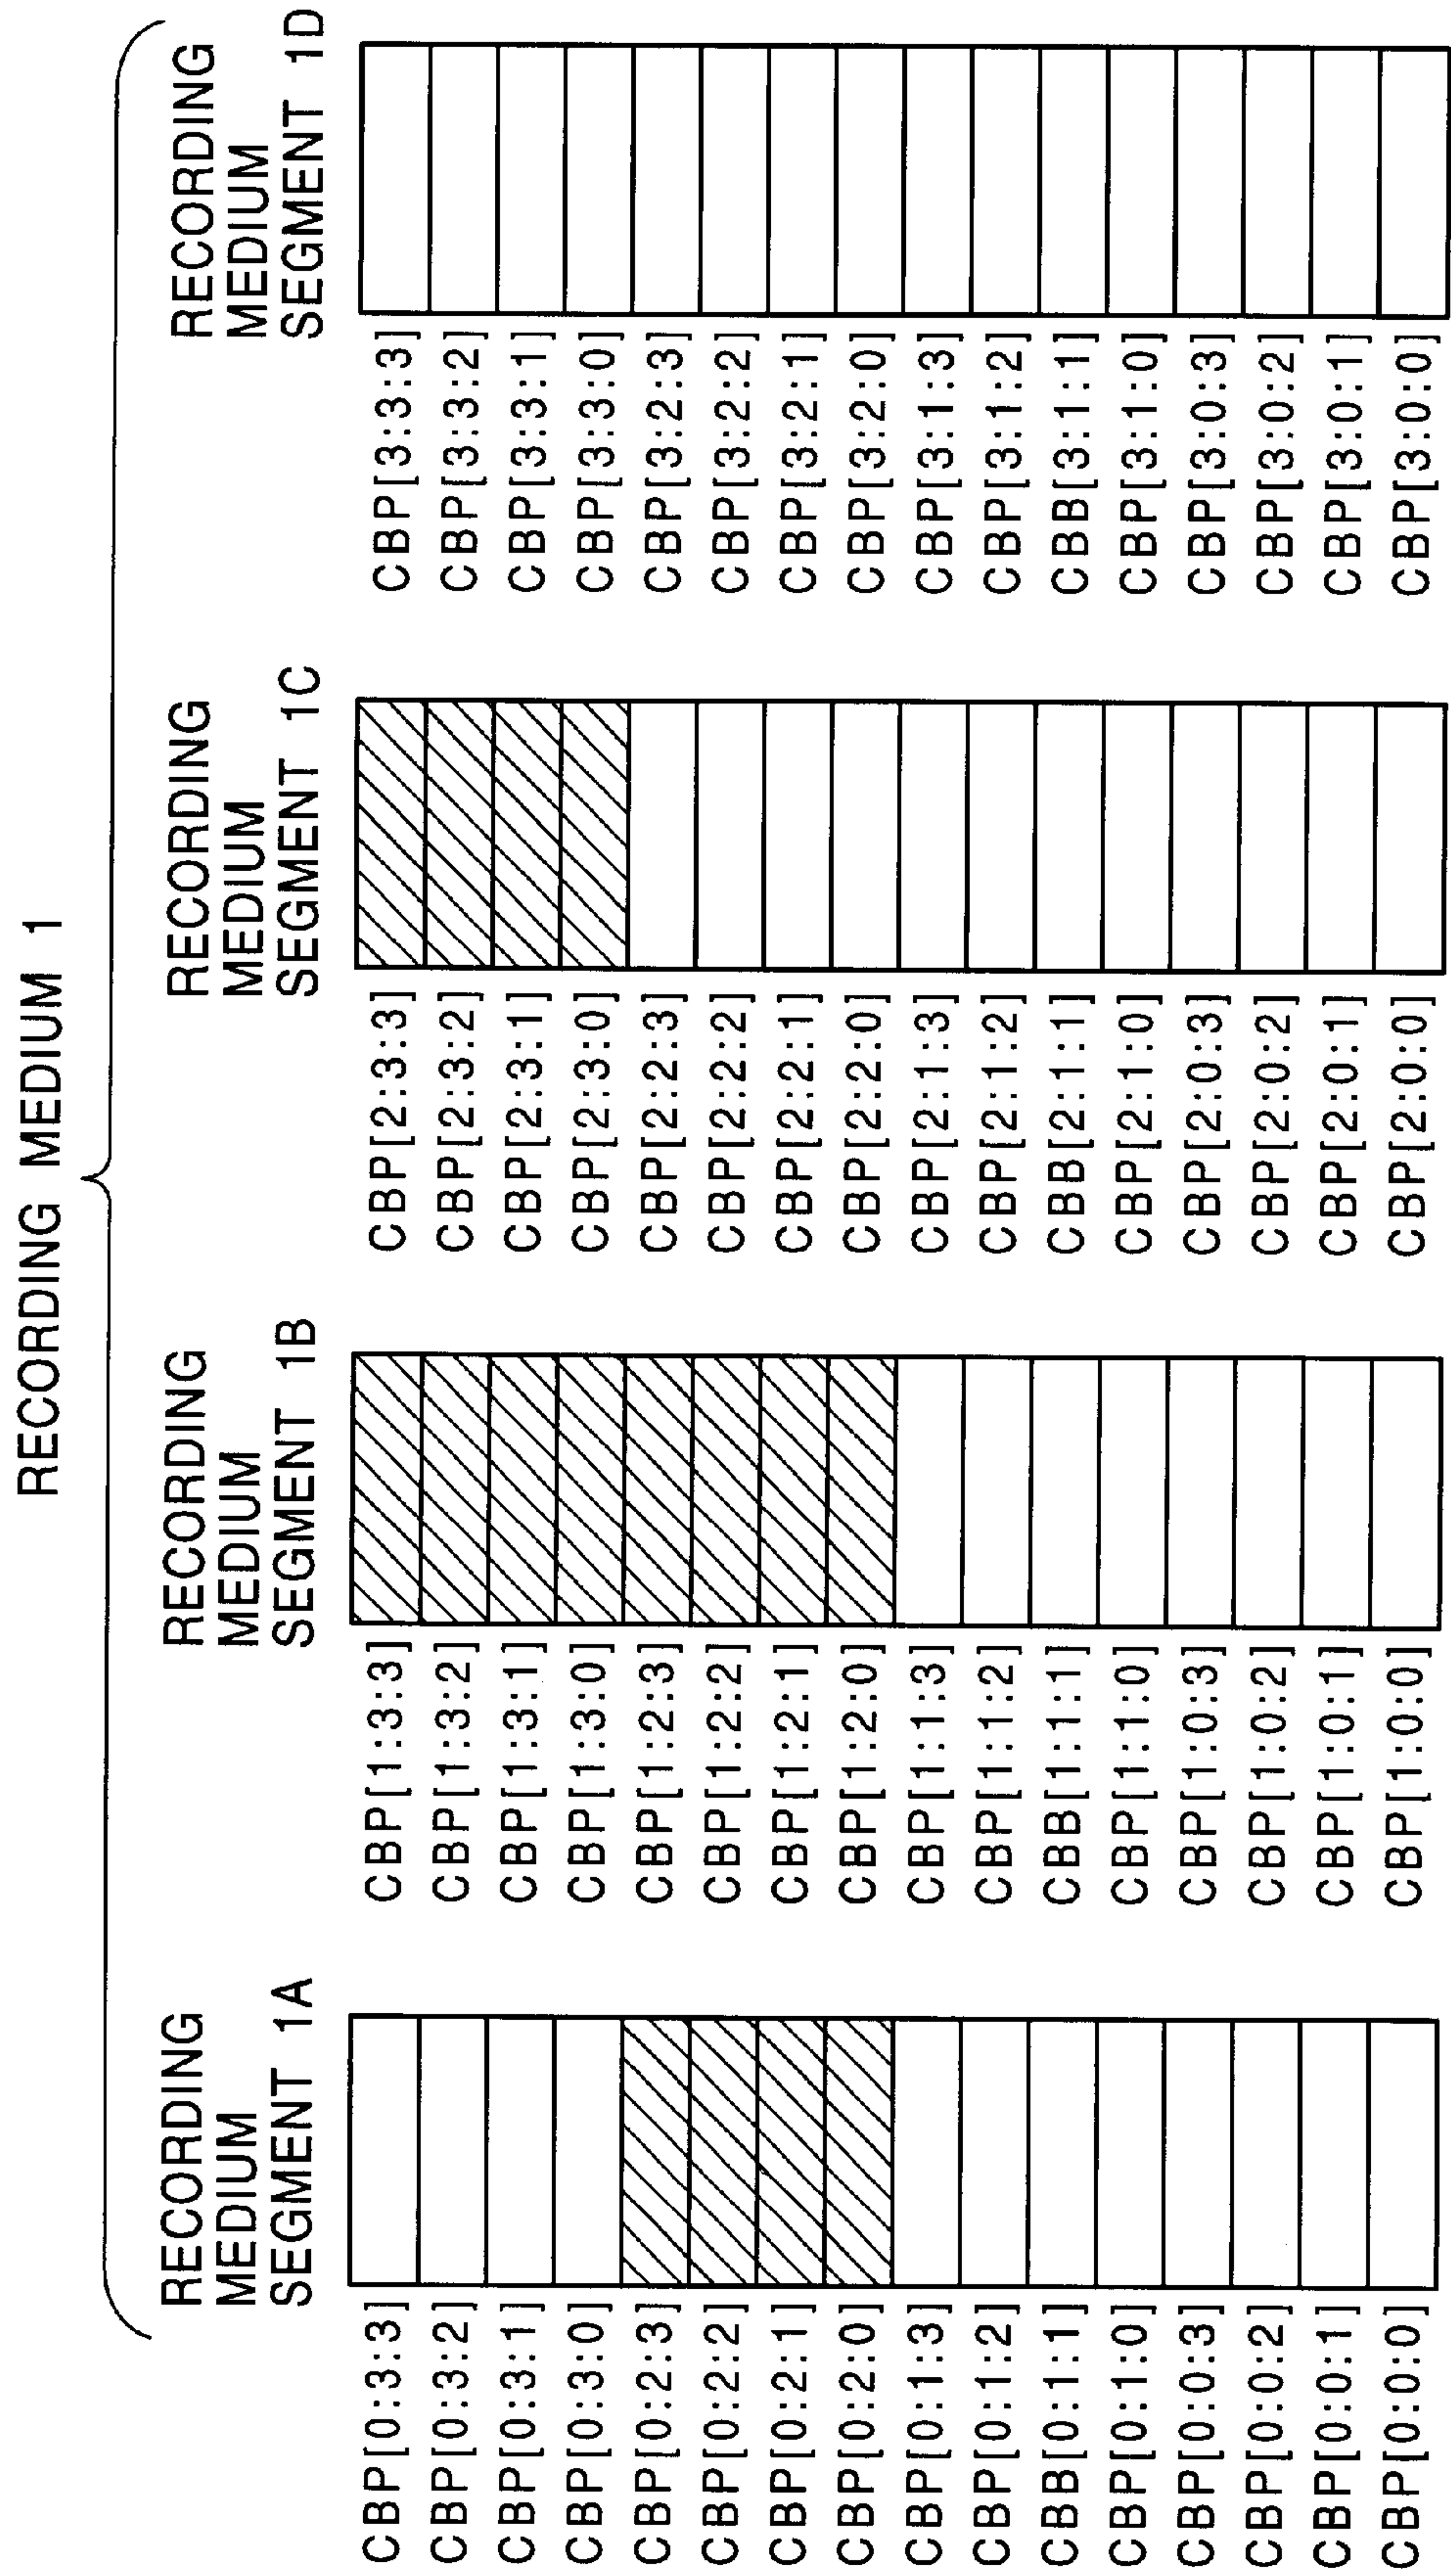 RECORDING MEDIUM 1
RECORDING
MEDIUM
SEGMENT 1A
CBP[0:3:3]
CBP[0:3:2]
CBP[0:3:1]
CBP[0:3:0]
CBP[0:2:3]
CBP[0:2:2]
CBP[0:2:1]
CBP[0:2:0]
CBP[0:1:3]
CBP[0:1:2]
CBB[0:1:1]
CBP[0:1:0]
CBP[0:0:3]
CBP[0:0:2]
CBP[0:0:1]
CBP[0:0:0]
RECORDING
MEDIUM
SEGMENT 1B
CBP[1:3:3]
CBP[1:3:2]
CBP[1:3:1]
CBP[1:3:0]
CBP[1:2:3]
CBP[1:2:2]
CBP[1:2:1]
CBP[1:2:0]
CBP[1:1:3]
CBP[1:1:2]
CBB[1:1:1]
CBP[1:1:0]
CBP[1:0:3]
CBP[1:0:2]
CBP[1:0:1]
CBP[1:0:0]
RECORDING
MEDIUM
SEGMENT 1C
CBP[2:3:3]
CBP[2:3:2]
CBP[2:3:1]
CBP[2:3:0]
CBP[2:2:3]
CBP[2:2:2]
CBP[2:2:1]
CBP[2:2:0]
CBP[2:1:3]
CBP[2:1:2]
CBB[2:1:1]
CBP[2:1:0]
CBP[2:0:3]
CBP[2:0:2]
CBP[2:0:1]
CBP[2:0:0]
RECORDING
MEDIUM
SEGMENT 1D
CBP[3:3:3]
CBP[3:3:2]
CBP[3:3:1]
CBP[3:3:0]
CBP[3:2:3]
CBP[3:2:2]
CBP[3:2:1]
CBP[3:2:0]
CBP[3:1:3]
CBP[3:1:2]
CBB[3:1:1]
CBP[3:1:0]
CBP[3:0:3]
CBP[3:0:2]
CBP[3:0:1]
CBP[3:0:0]